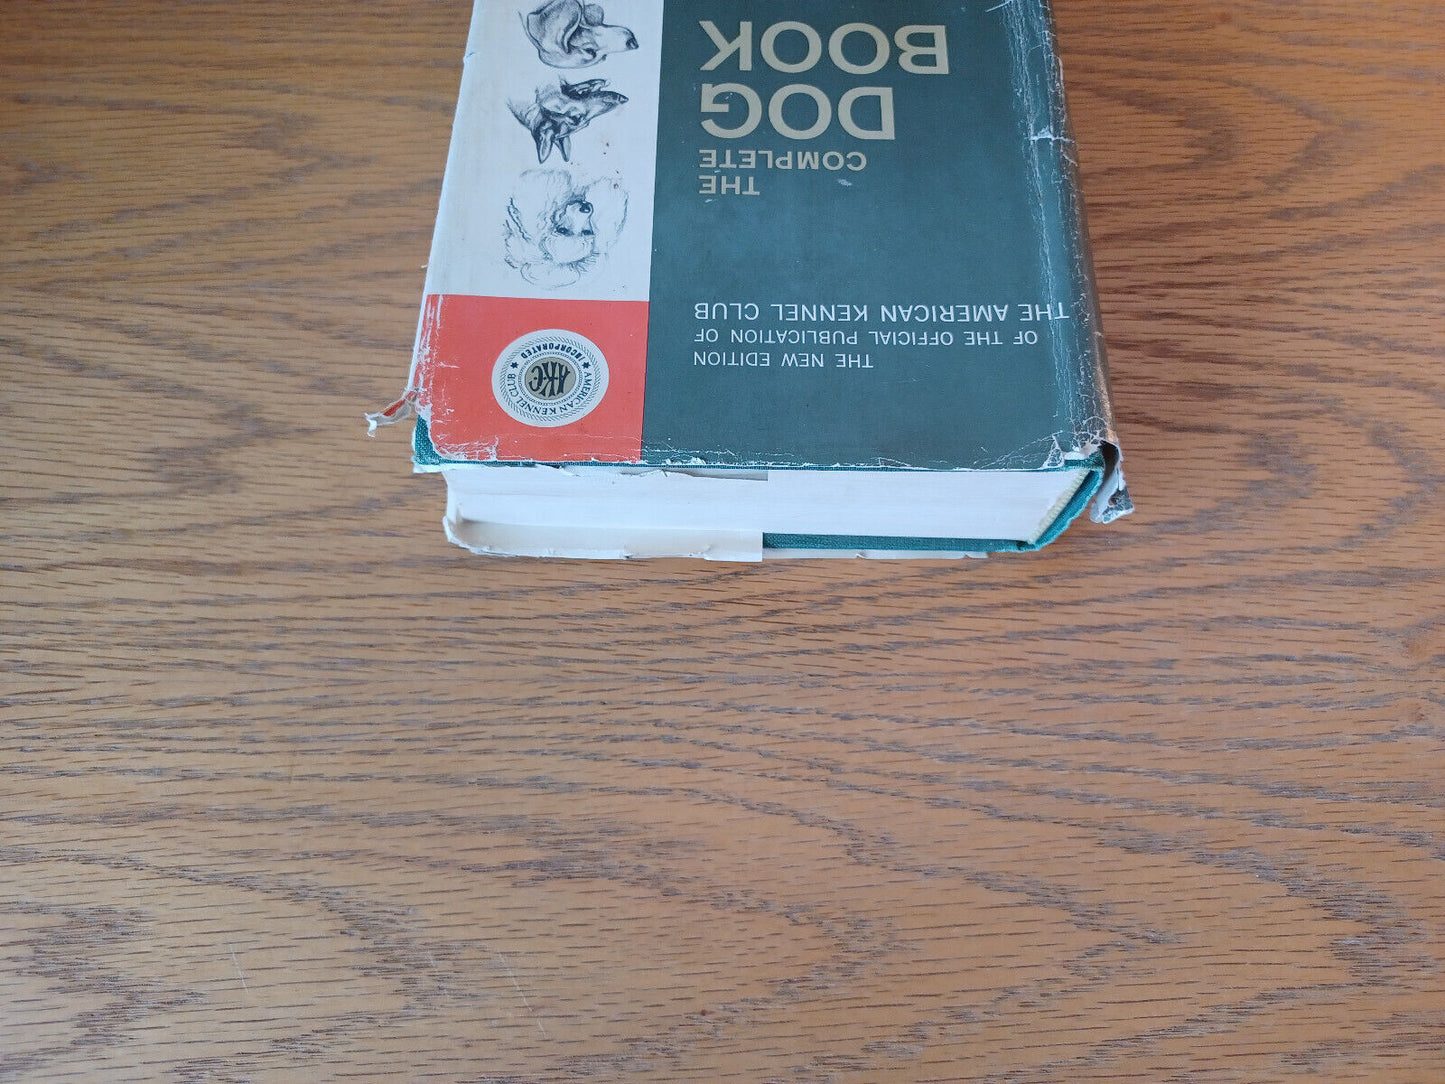 THE NEW EDITION
OF THE OFFICIAL PUBLICATION OF
THE AMERICAN KENNEL CLUB
THE
COMPLETE
DOG
BOOK
AMERICAN KENNEL CLUB
★ INCORPORATED ★
AKC